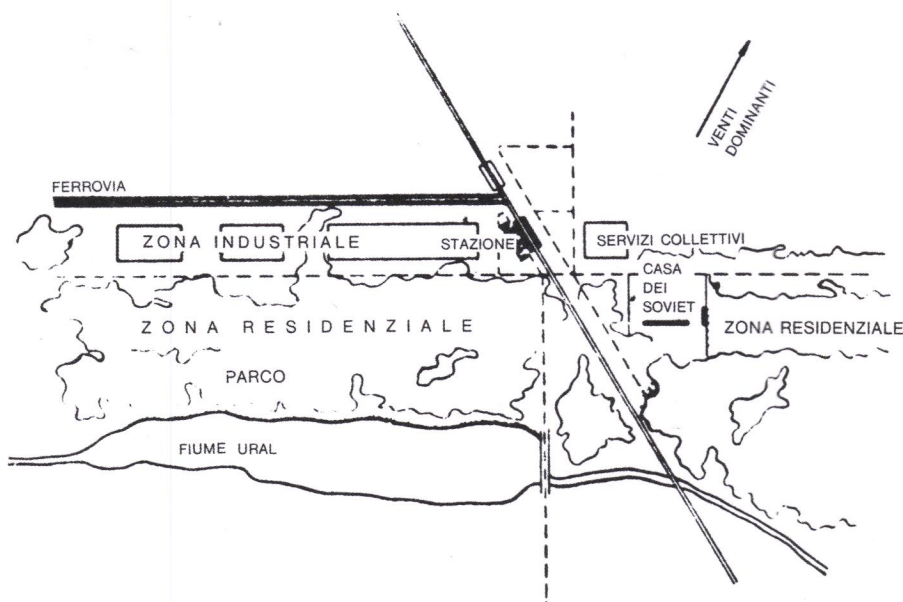 VENTI
DOMINANTI
FERROVIA
ZONA INDUSTRIALE
STAZIONE
SERVIZI COLLETTIVI
CASA
DEI
SOVIET
ZONA RESIDENZIALE
ZONA RESIDENZIALE
PARCO
FIUME URAL